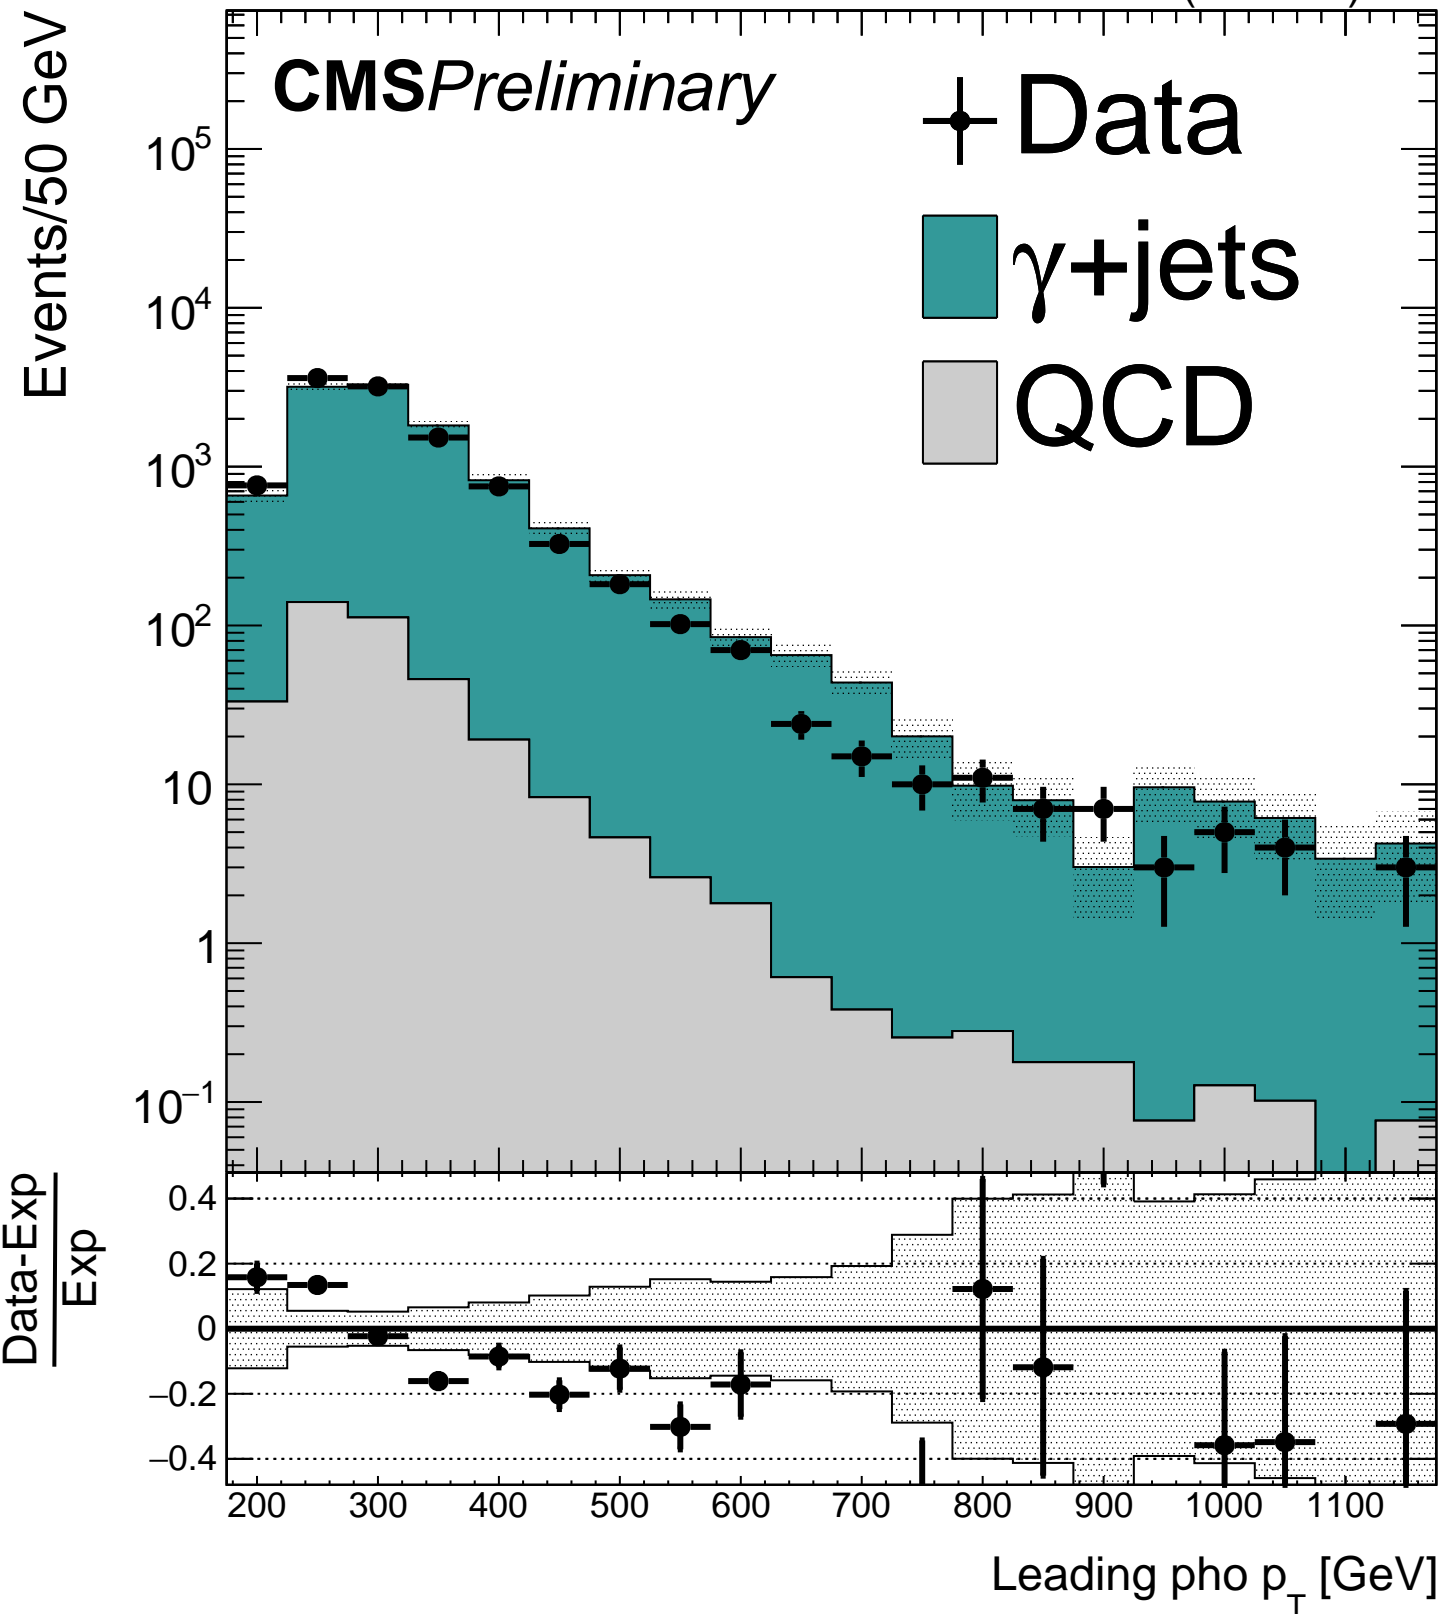 CMS Preliminary
Data
γ+jets
QCD
Events/50 GeV
10⁵
10⁴
10³
10²
10
1
10⁻¹
Data-Exp
Exp
0.4
0.2
0
−0.2
−0.4
200 300 400 500 600 700 800 900 1000 1100
Leading pho p_T [GeV]